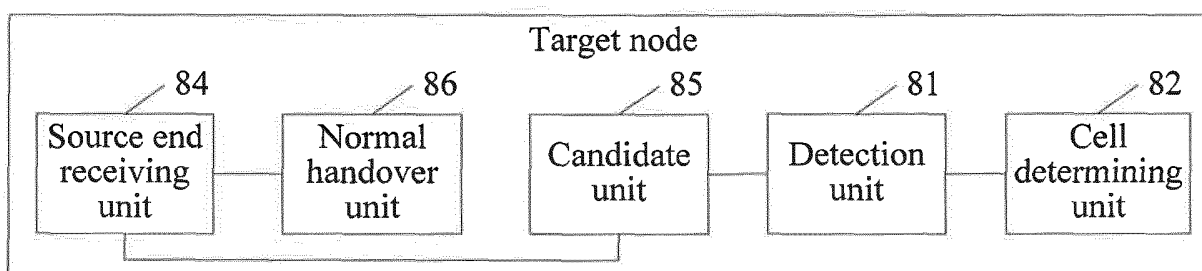 Target node
84
86
85
81
82
Source end
receiving
unit
Normal
handover
unit
Candidate
unit
Detection
unit
Cell
determining
unit